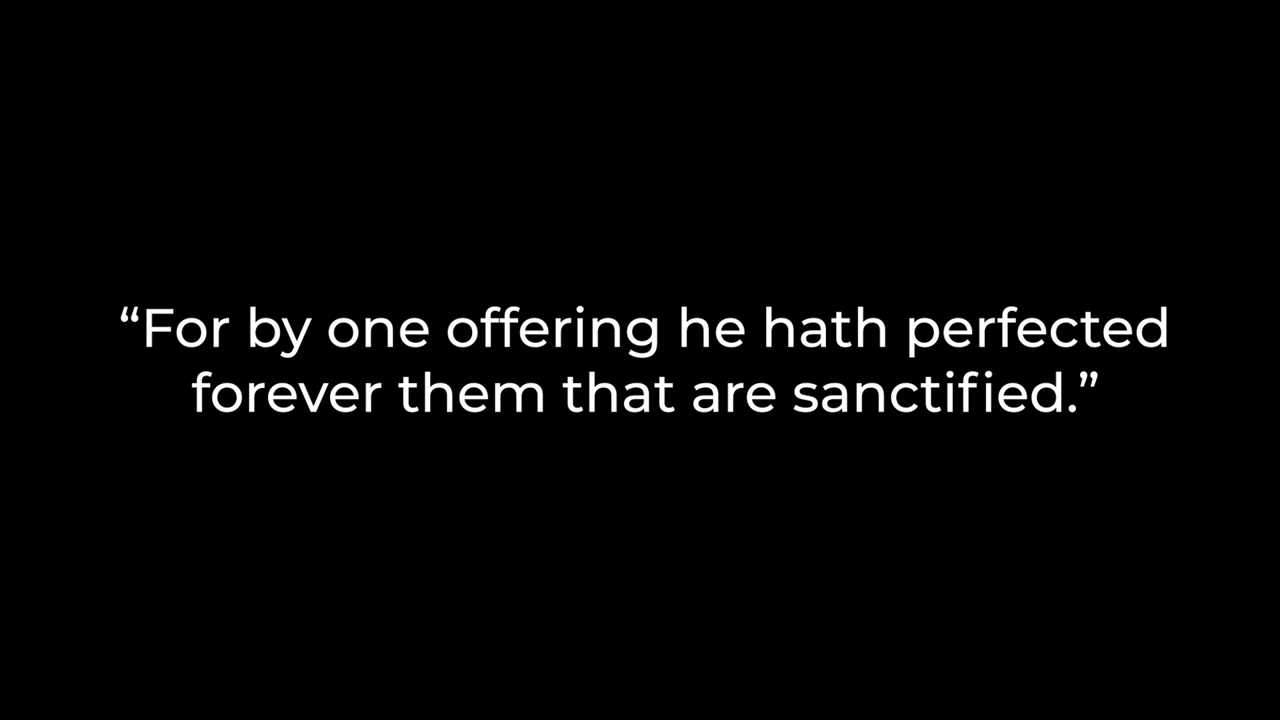 “For by one offering he hath perfected
forever them that are sanctified.”